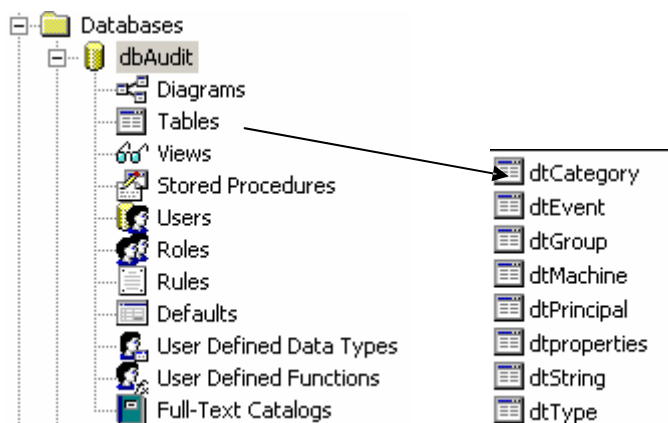 Databases
dbAudit
Diagrams
Tables
Views
Stored Procedures
Users
Roles
Rules
Defaults
User Defined Data Types
User Defined Functions
Full-Text Catalogs
dtCategory
dtEvent
dtGroup
dtMachine
dtPrincipal
dtproperties
dtString
dtType